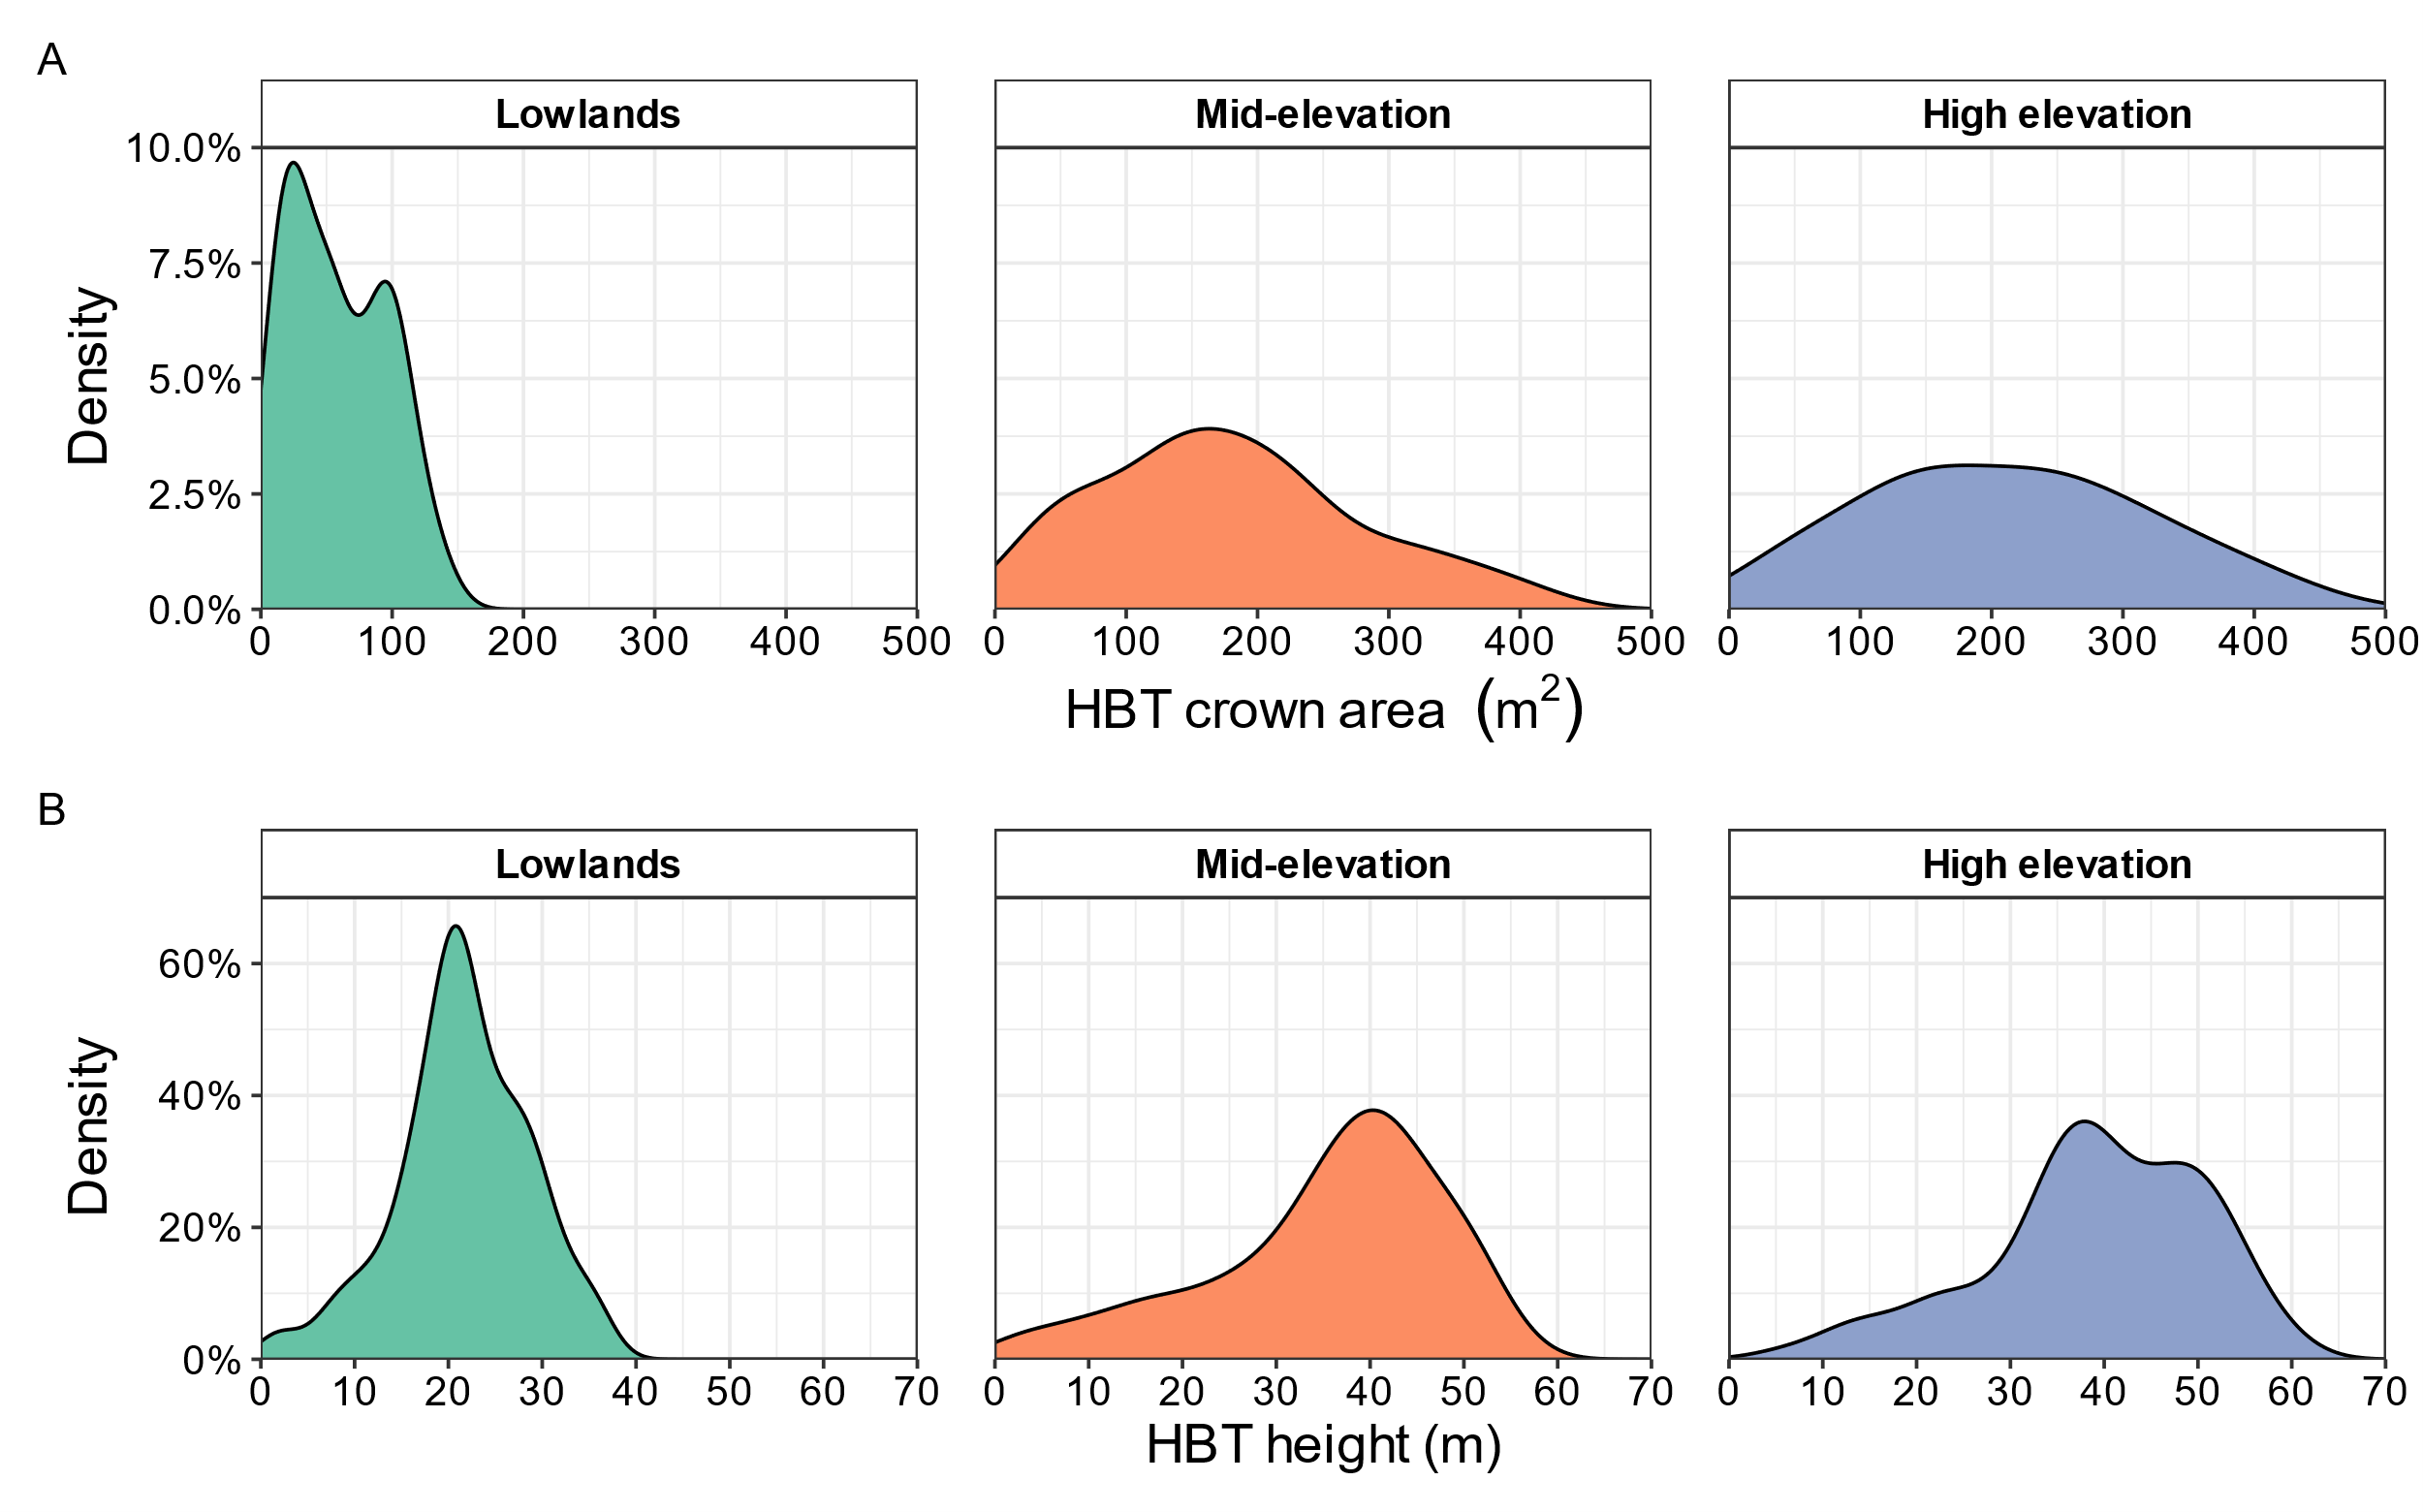 A
Lowlands Mid-elevation High elevation
10.0%
7.5%
5.0%
2.5%
0.0%
Density
0 100 200 300 400 500 0 100 200 300 400 500 0 100 200 300 400 500
HBT crown area (m²)
B
Lowlands Mid-elevation High elevation
60%
40%
20%
0%
Density
0 10 20 30 40 50 60 70 0 10 20 30 40 50 60 70 0 10 20 30 40 50 60 70
HBT height (m)